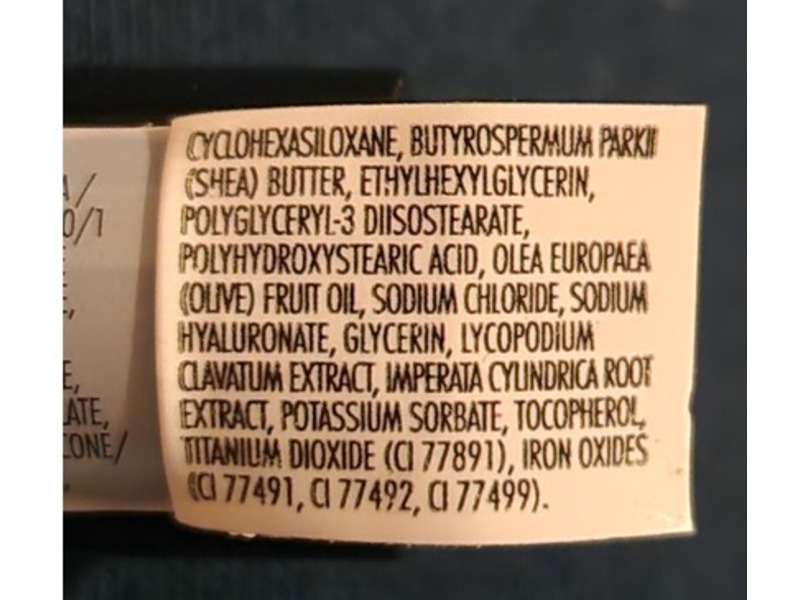 CYCLOHEXASILOXANE, BUTYROSPERMUM PARKII
(SHEA) BUTTER, ETHYLHEXYLGLYCERIN,
POLYGLYCERYL-3 DIISOSTEARATE,
POLYHYDROXYSTEARIC ACID, OLEA EUROPAEA
(OLIVE) FRUIT OIL, SODIUM CHLORIDE, SODIUM
HYALURONATE, GLYCERIN, LYCOPODIUM
CLAVATUM EXTRACT, IMPERATA CYLINDRICA ROOT
EXTRACT, POTASSIUM SORBATE, TOCOPHEROL,
TITANIUM DIOXIDE (CI 77891), IRON OXIDES
(CI 77491, CI 77492, CI 77499).